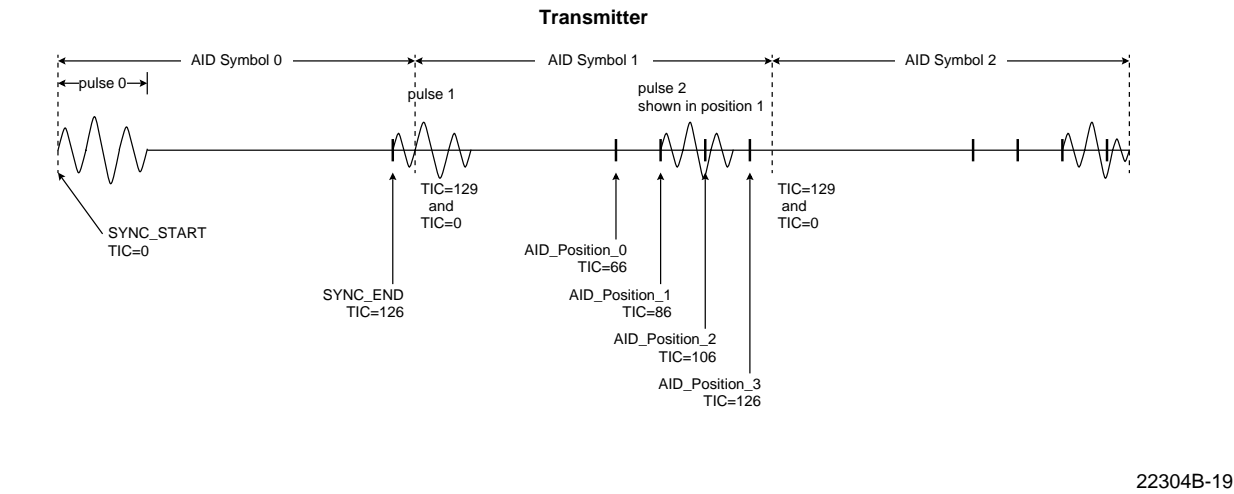 Transmitter
AID Symbol 0
AID Symbol 1
AID Symbol 2
pulse 0
pulse 1
pulse 2
shown in position 1
TIC=129
and
TIC=0
TIC=129
and
TIC=0
SYNC_START
TIC=0
AID_Position_0
TIC=66
SYNC_END
TIC=126
AID_Position_1
TIC=86
AID_Position_2
TIC=106
AID_Position_3
TIC=126
22304B-19